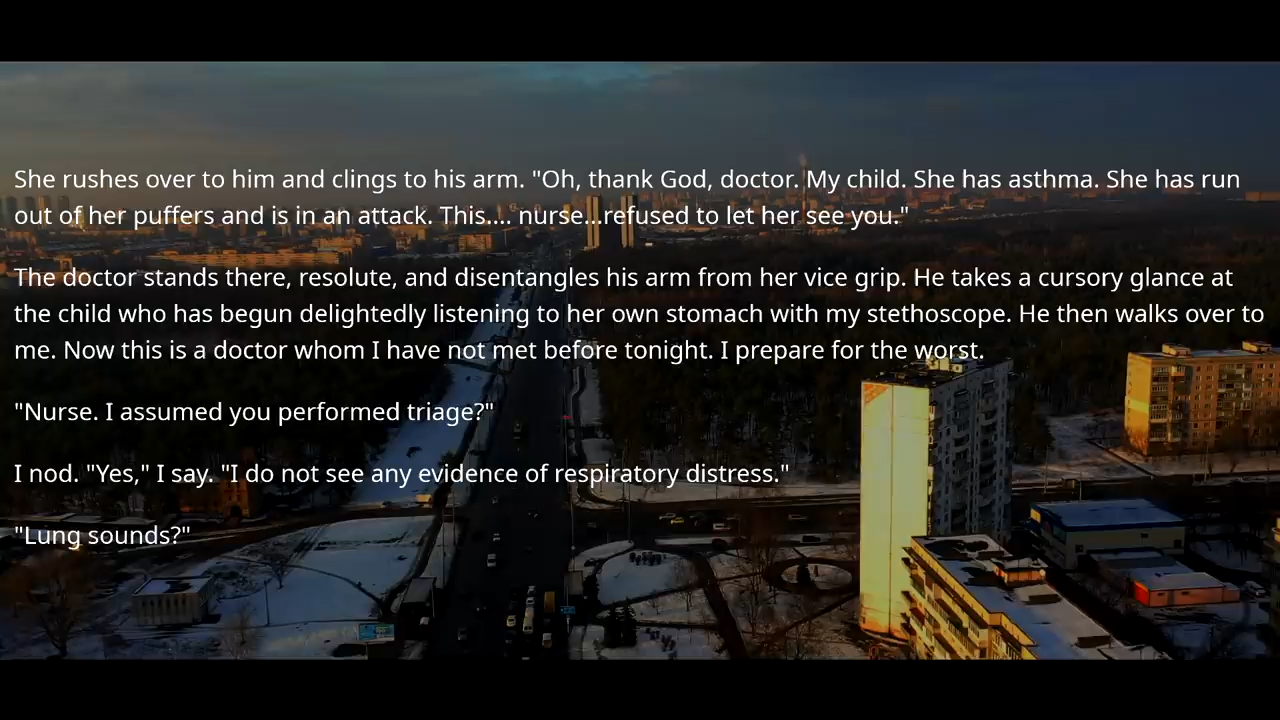 She rushes over to him and clings to his arm. "Oh, thank God, doctor. My child. She has asthma. She has run
out of her puffers and is in an attack. This.... nurse...refused to let her see you."
The doctor stands there, resolute, and disentangles his arm from her vice grip. He takes a cursory glance at
the child who has begun delightedly listening to her own stomach with my stethoscope. He then walks over to
me. Now this is a doctor whom I have not met before tonight. I prepare for the worst.
"Nurse. I assumed you performed triage?"
I nod. "Yes," I say. "I do not see any evidence of respiratory distress."
"Lung sounds?"